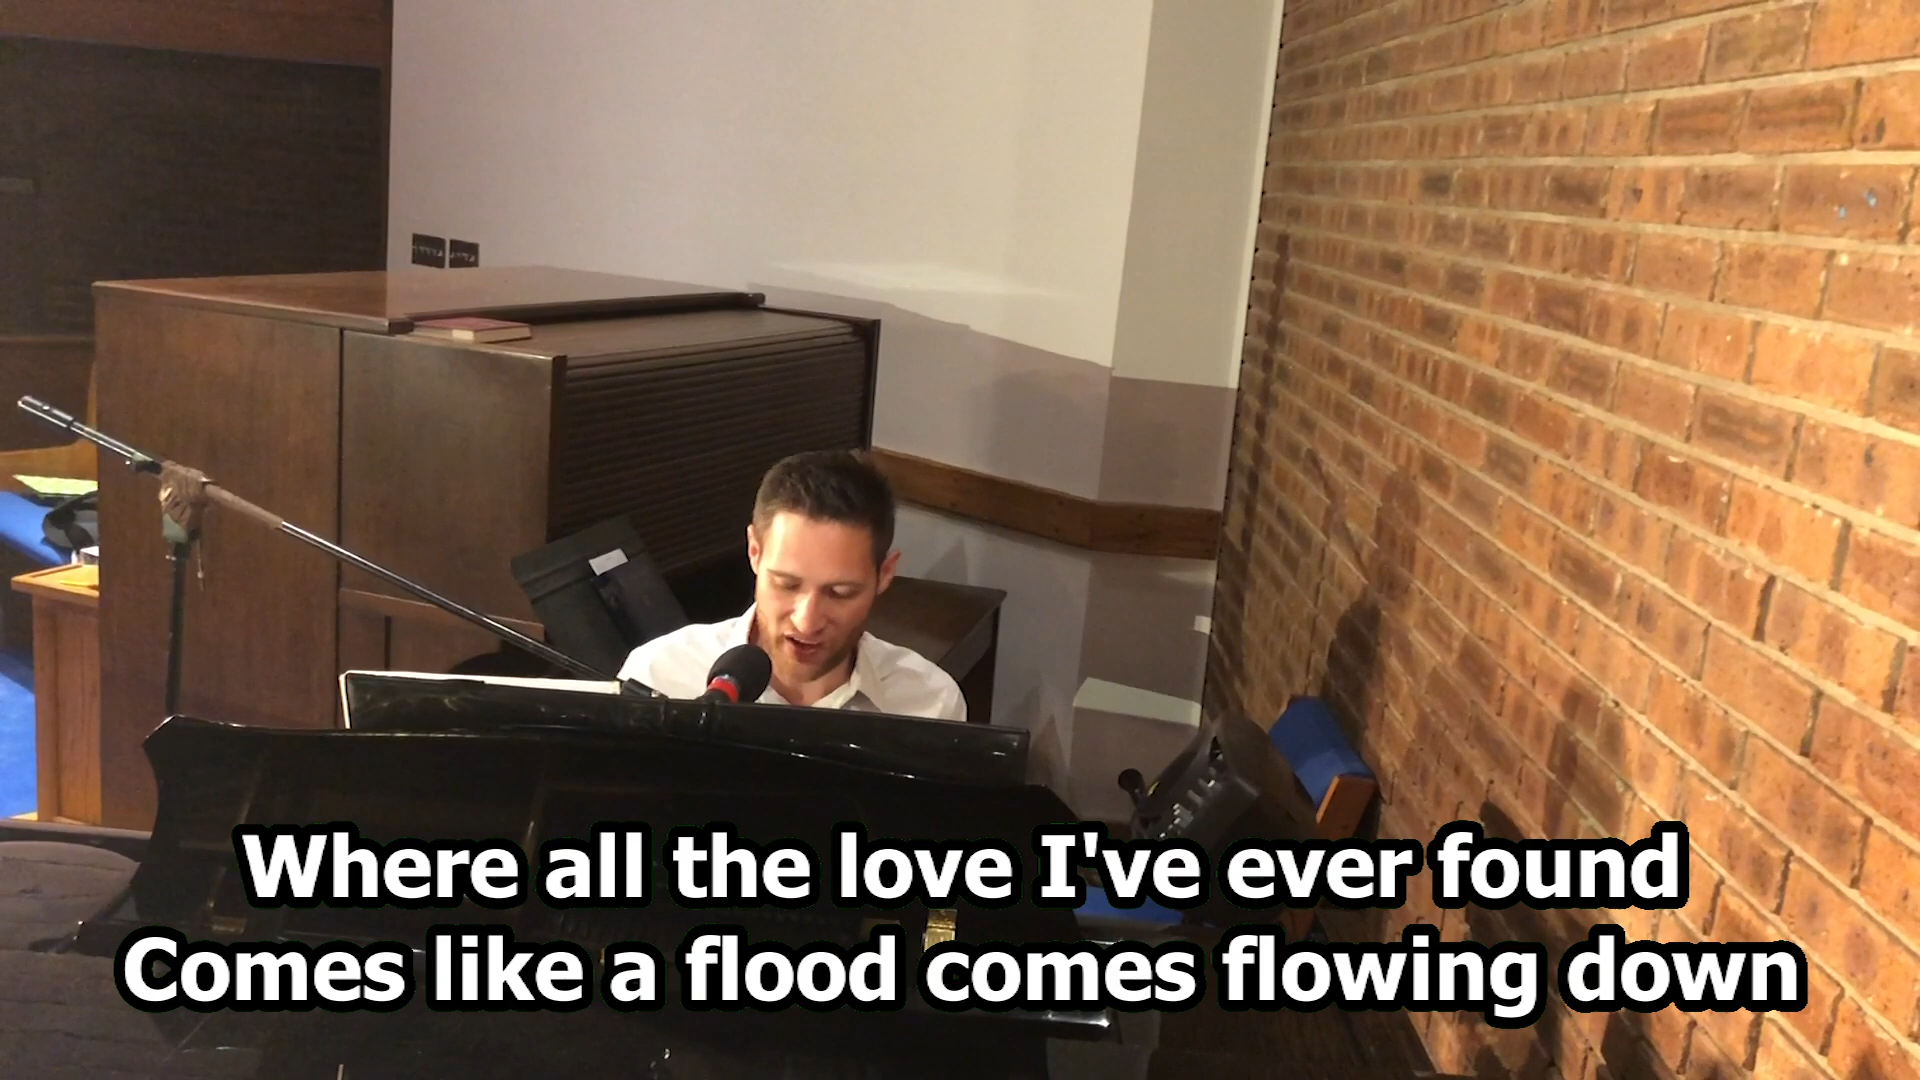 Where all the love I've ever found
Comes like a flood comes flowing down